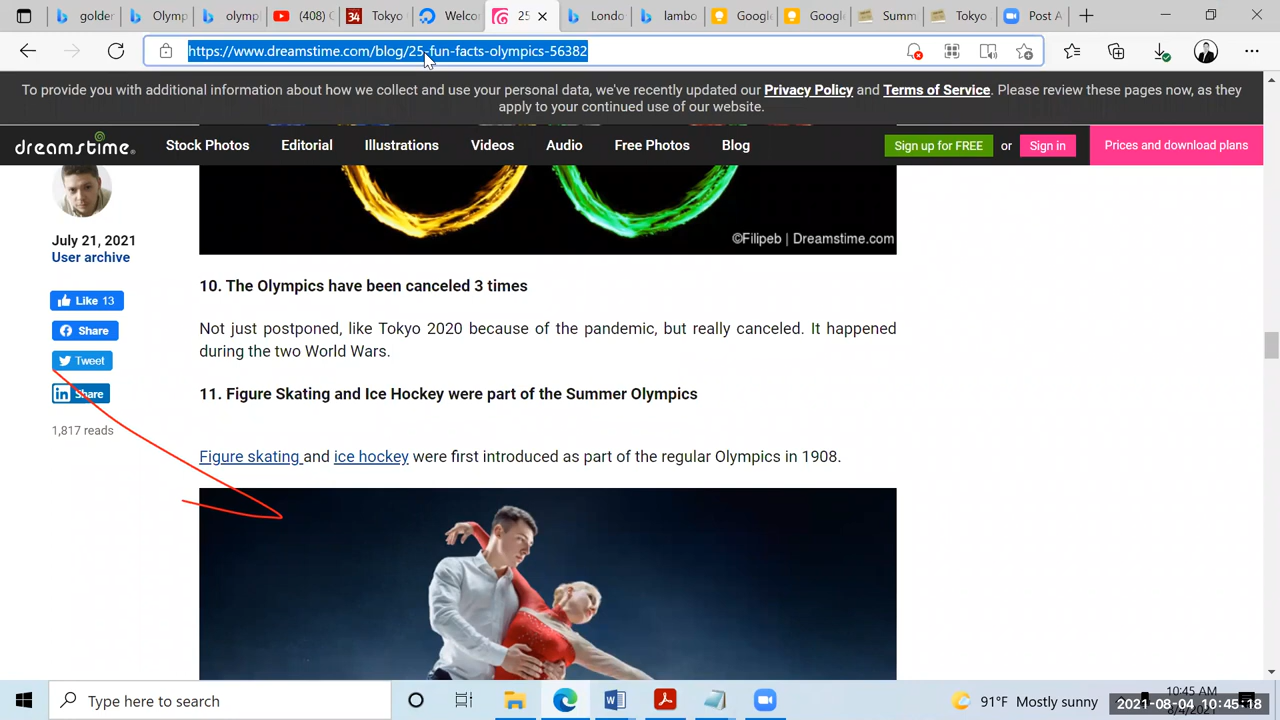 golder
Olymp
Olymp
(408) (
34 Tokyo
Welco
25
Londo
lambo
Googl
Googl
Summ
Tokyo
Post A
https://www.dreamstime.com/blog/25-fun-facts-olympics-56382
To provide you with additional information about how we collect and use your personal data, we've recently updated our Privacy Policy and Terms of Service. Please review these pages now, as they
apply to your continued use of our website.
dreamstime.
Stock Photos
Editorial
Illustrations
Videos
Audio
Free Photos
Blog
Sign up for FREE or Sign in
Prices and download plans
July 21, 2021
User archive
Like 13
Share
Tweet
in Share
1,817 reads
©Filipeb | Dreamstime.com
10. The Olympics have been canceled 3 times
Not just postponed, like Tokyo 2020 because of the pandemic, but really canceled. It happened
during the two World Wars.
11. Figure Skating and Ice Hockey were part of the Summer Olympics
Figure skating and ice hockey were first introduced as part of the regular Olympics in 1908.
Type here to search
91°F Mostly sunny
10:45 AM
2021-08-04 10:45:18